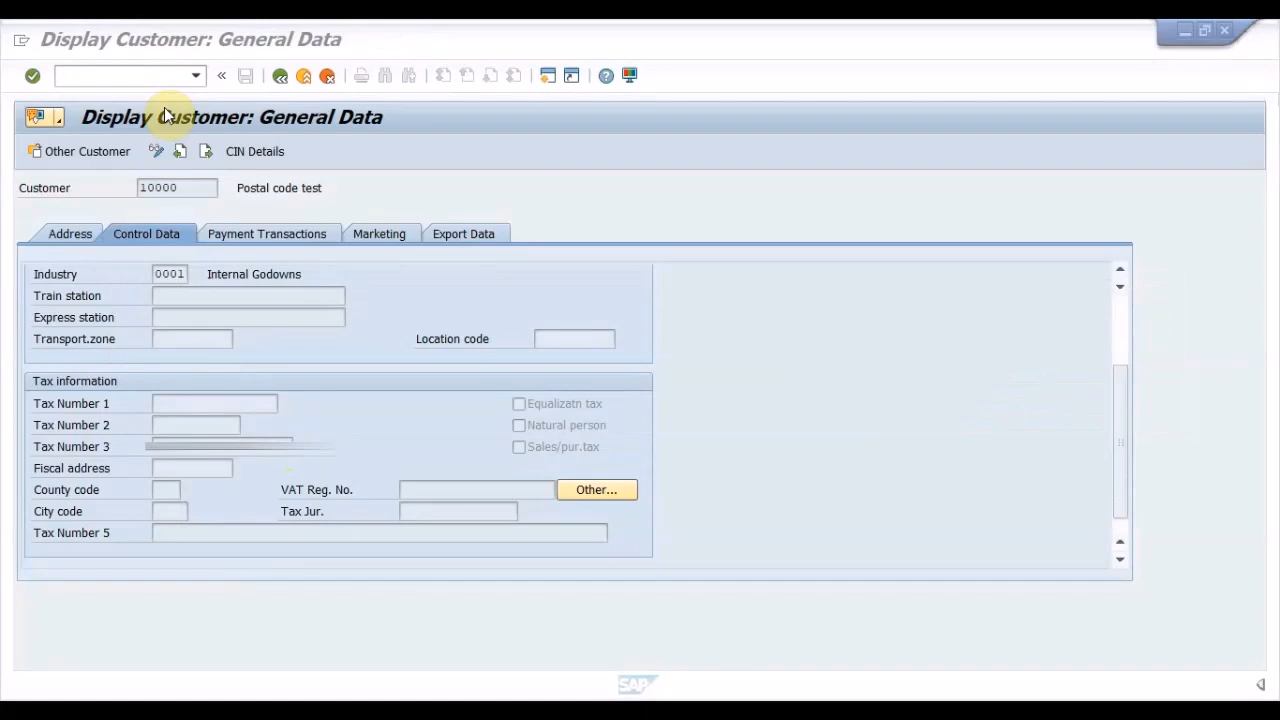 Display Customer: General Data
Display Customer: General Data
Other Customer CIN Details
Customer 10000 Postal code test
Address Control Data Payment Transactions Marketing Export Data
Industry 0001 Internal Godowns
Train station
Express station
Transport.zone Location code
Tax information
Tax Number 1 Equalizatn tax
Tax Number 2 Natural person
Tax Number 3 Sales/pur.tax
Fiscal address
County code VAT Reg. No. Other...
City code Tax Jur.
Tax Number 5
SAP